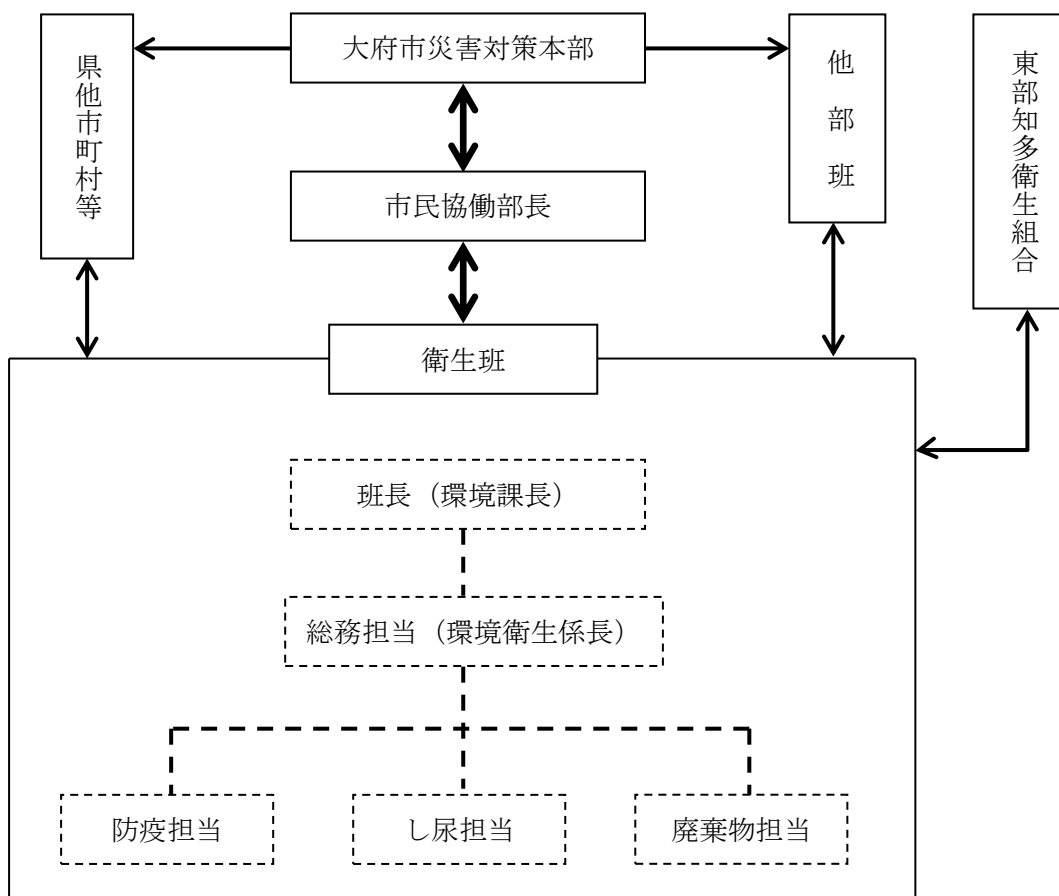 県他市町村等
大府市災害対策本部
他部班
東部知多衛生組合
市民協働部長
衛生班
班長（環境課長）
総務担当（環境衛生係長）
防疫担当
し尿担当
廃棄物担当